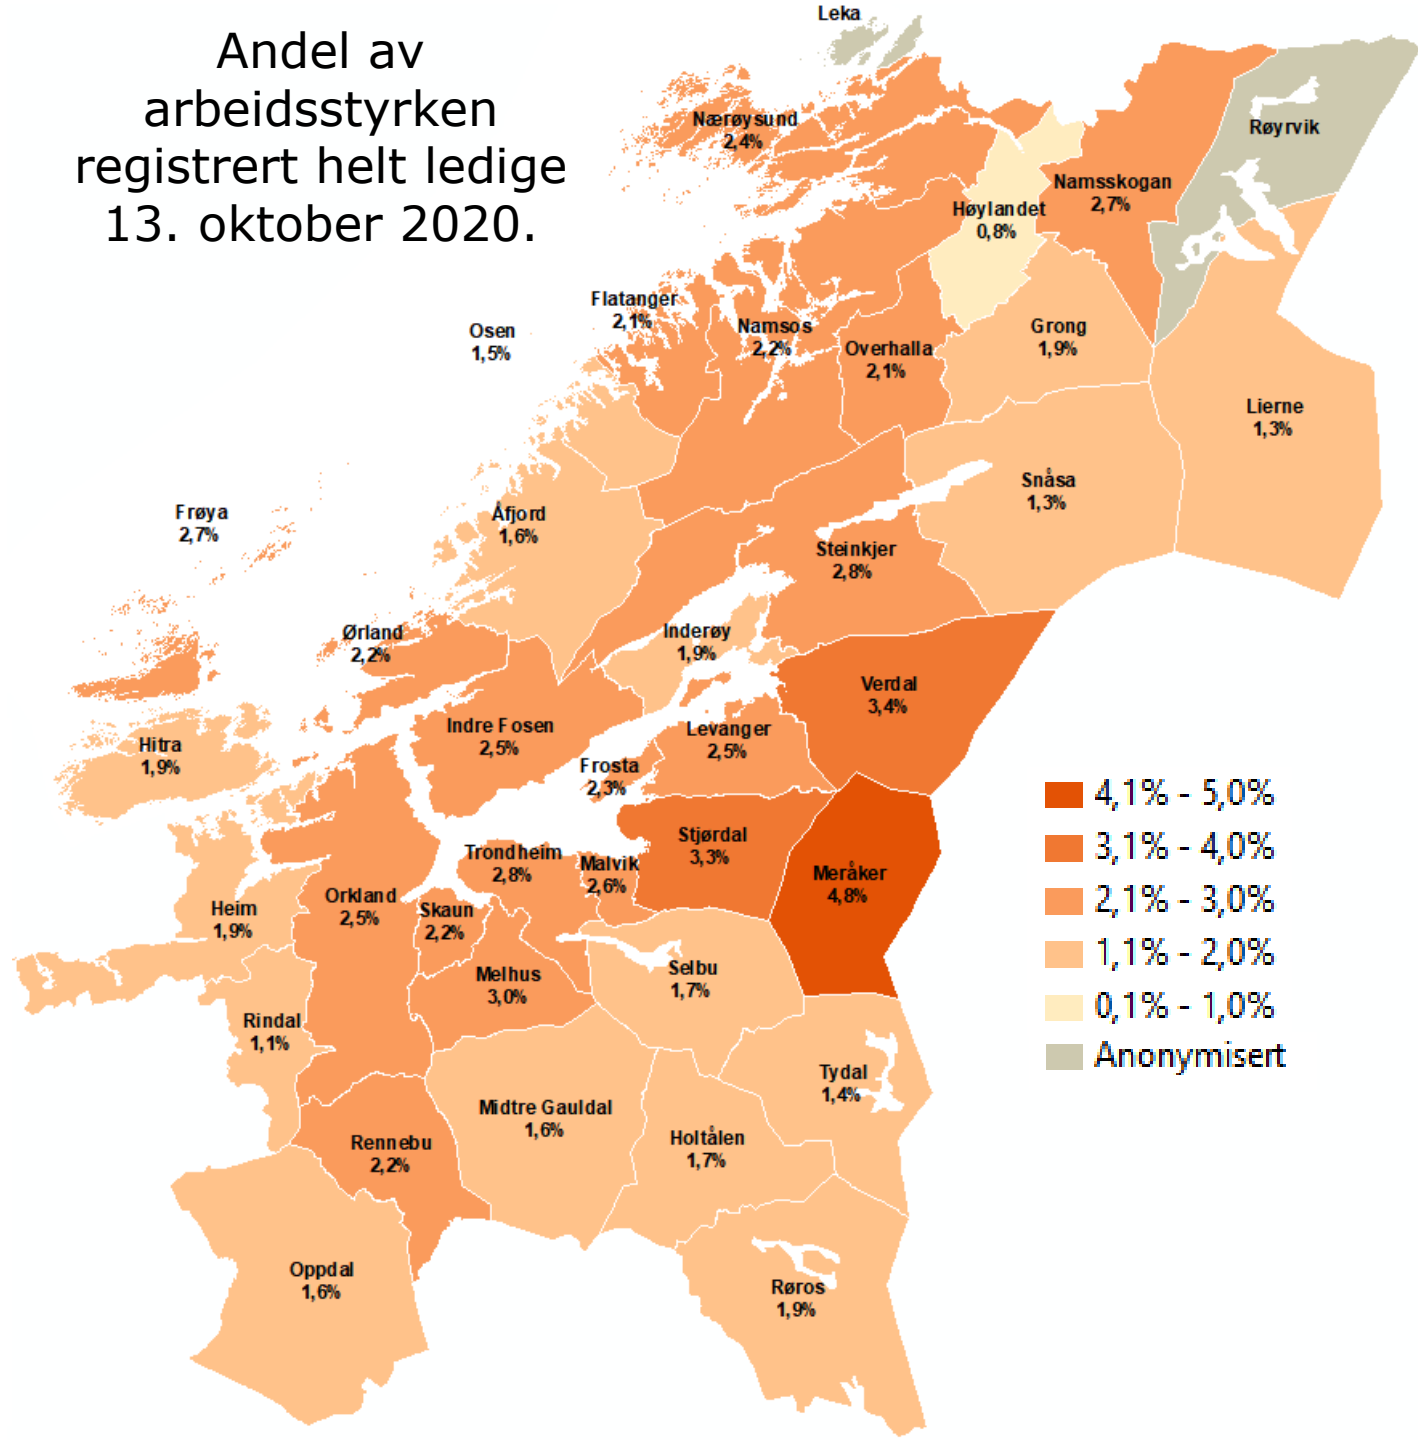 Andel av
arbeidsstyrken
registrert helt ledige
13. oktober 2020.
Leka
Nærøysund
2,4%
Røyrvik
Namsskogan
2,7%
Høylandet
0,8%
Flatanger
2,1%
Osen
1,5%
Namsos
2,2%
Overhalla
2,1%
Grong
1,9%
Lierne
1,3%
Snåsa
1,3%
Frøya
2,7%
Åfjord
1,6%
Steinkjer
2,8%
Ørland
2,2%
Inderøy
1,9%
Verdal
3,4%
Hitra
1,9%
Indre Fosen
2,5%
Levanger
2,5%
Frosta
2,3%
Stjørdal
3,3%
Trondheim
2,8%
Malvik
2,6%
Meråker
4,8%
Orkland
2,5%
Skaun
2,2%
Heim
1,9%
Melhus
3,0%
Selbu
1,7%
Rindal
1,1%
Tydal
1,4%
Midtre Gauldal
1,6%
Holtålen
1,7%
Rennebu
2,2%
Oppdal
1,6%
Røros
1,9%
4,1% - 5,0%
3,1% - 4,0%
2,1% - 3,0%
1,1% - 2,0%
0,1% - 1,0%
Anonymisert